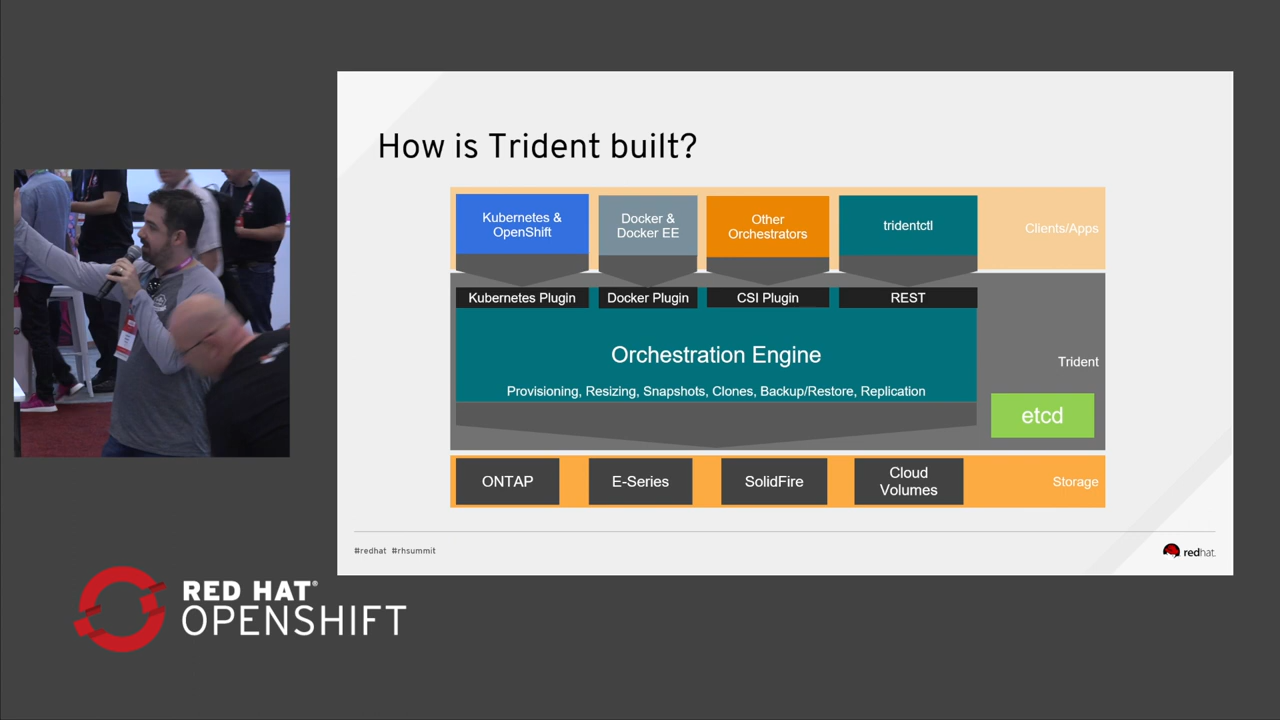 How is Trident built?
Kubernetes &
OpenShift
Docker &
Docker EE
Other
Orchestrators
tridentctl
Clients/Apps
Kubernetes Plugin
Docker Plugin
CSI Plugin
REST
Orchestration Engine
Provisioning, Resizing, Snapshots, Clones, Backup/Restore, Replication
Trident
etcd
ONTAP
E-Series
SolidFire
Cloud
Volumes
Storage
#redhat #rhsummit
redhat.
RED HAT®
OPENSHIFT